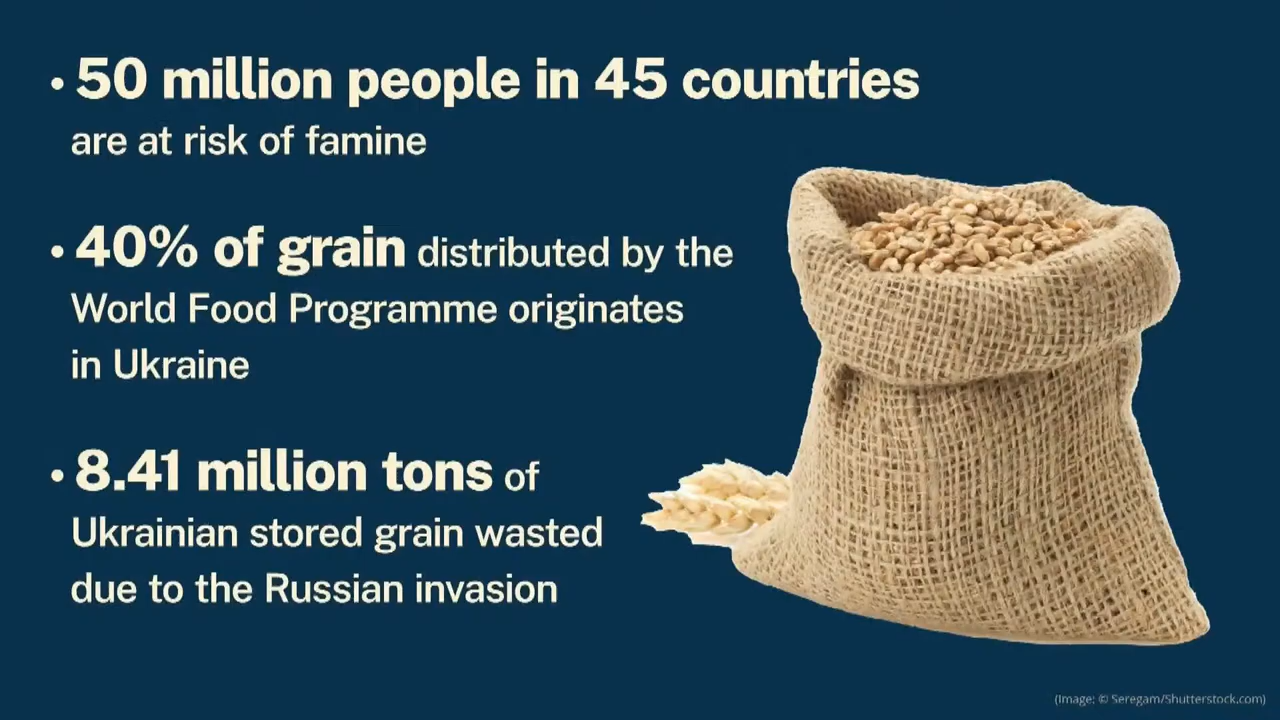 • 50 million people in 45 countries
are at risk of famine
• 40% of grain distributed by the
World Food Programme originates
in Ukraine
• 8.41 million tons of
Ukrainian stored grain wasted
due to the Russian invasion
(Image: © Seregam/Shutterstock.com)